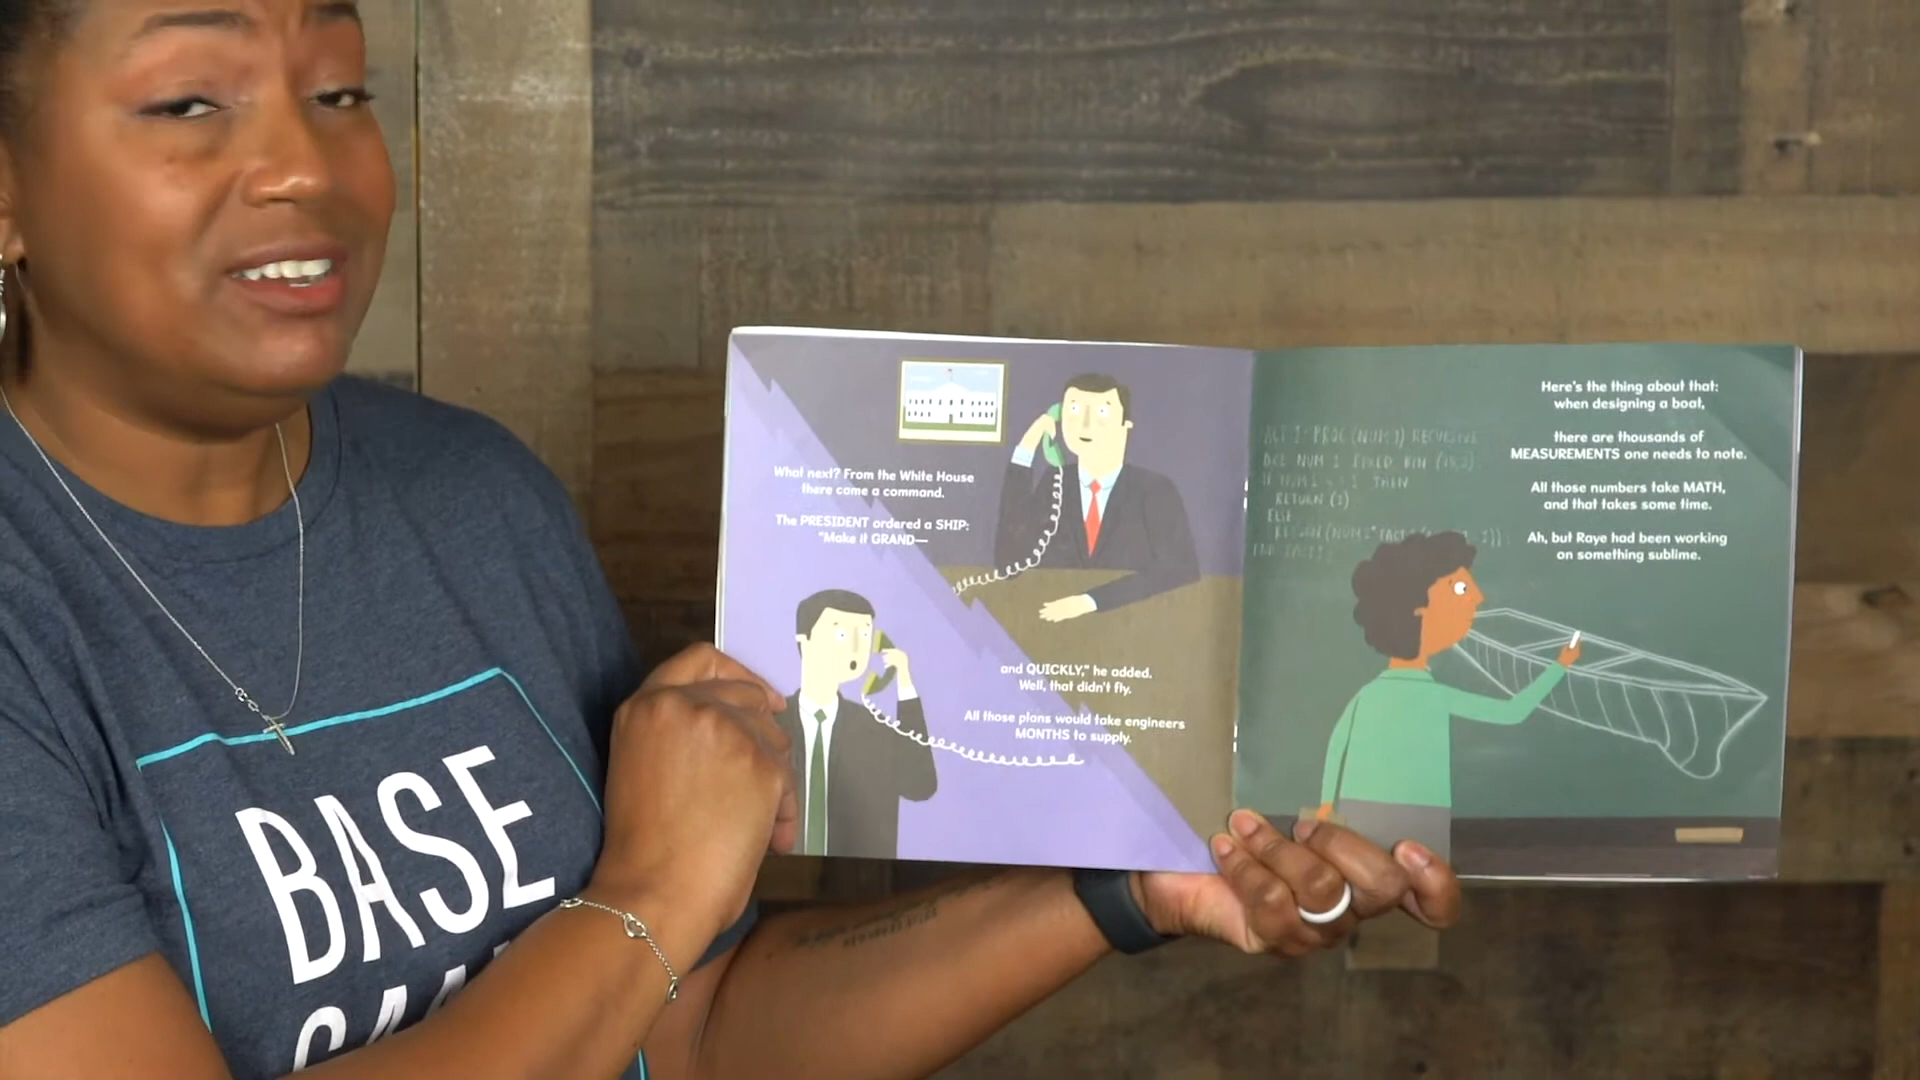 What next? From the White House
there came a command.
The PRESIDENT ordered a SHIP:
"Make it GRAND—
and QUICKLY," he added.
Well, that didn't fly.
All those plans would take engineers
MONTHS to supply.
Here's the thing about that:
when designing a boat,
there are thousands of
MEASUREMENTS one needs to note.
All those numbers take MATH,
and that takes some time.
Ah, but Raye had been working
on something sublime.
RETURN (1)
ELSE
BASE